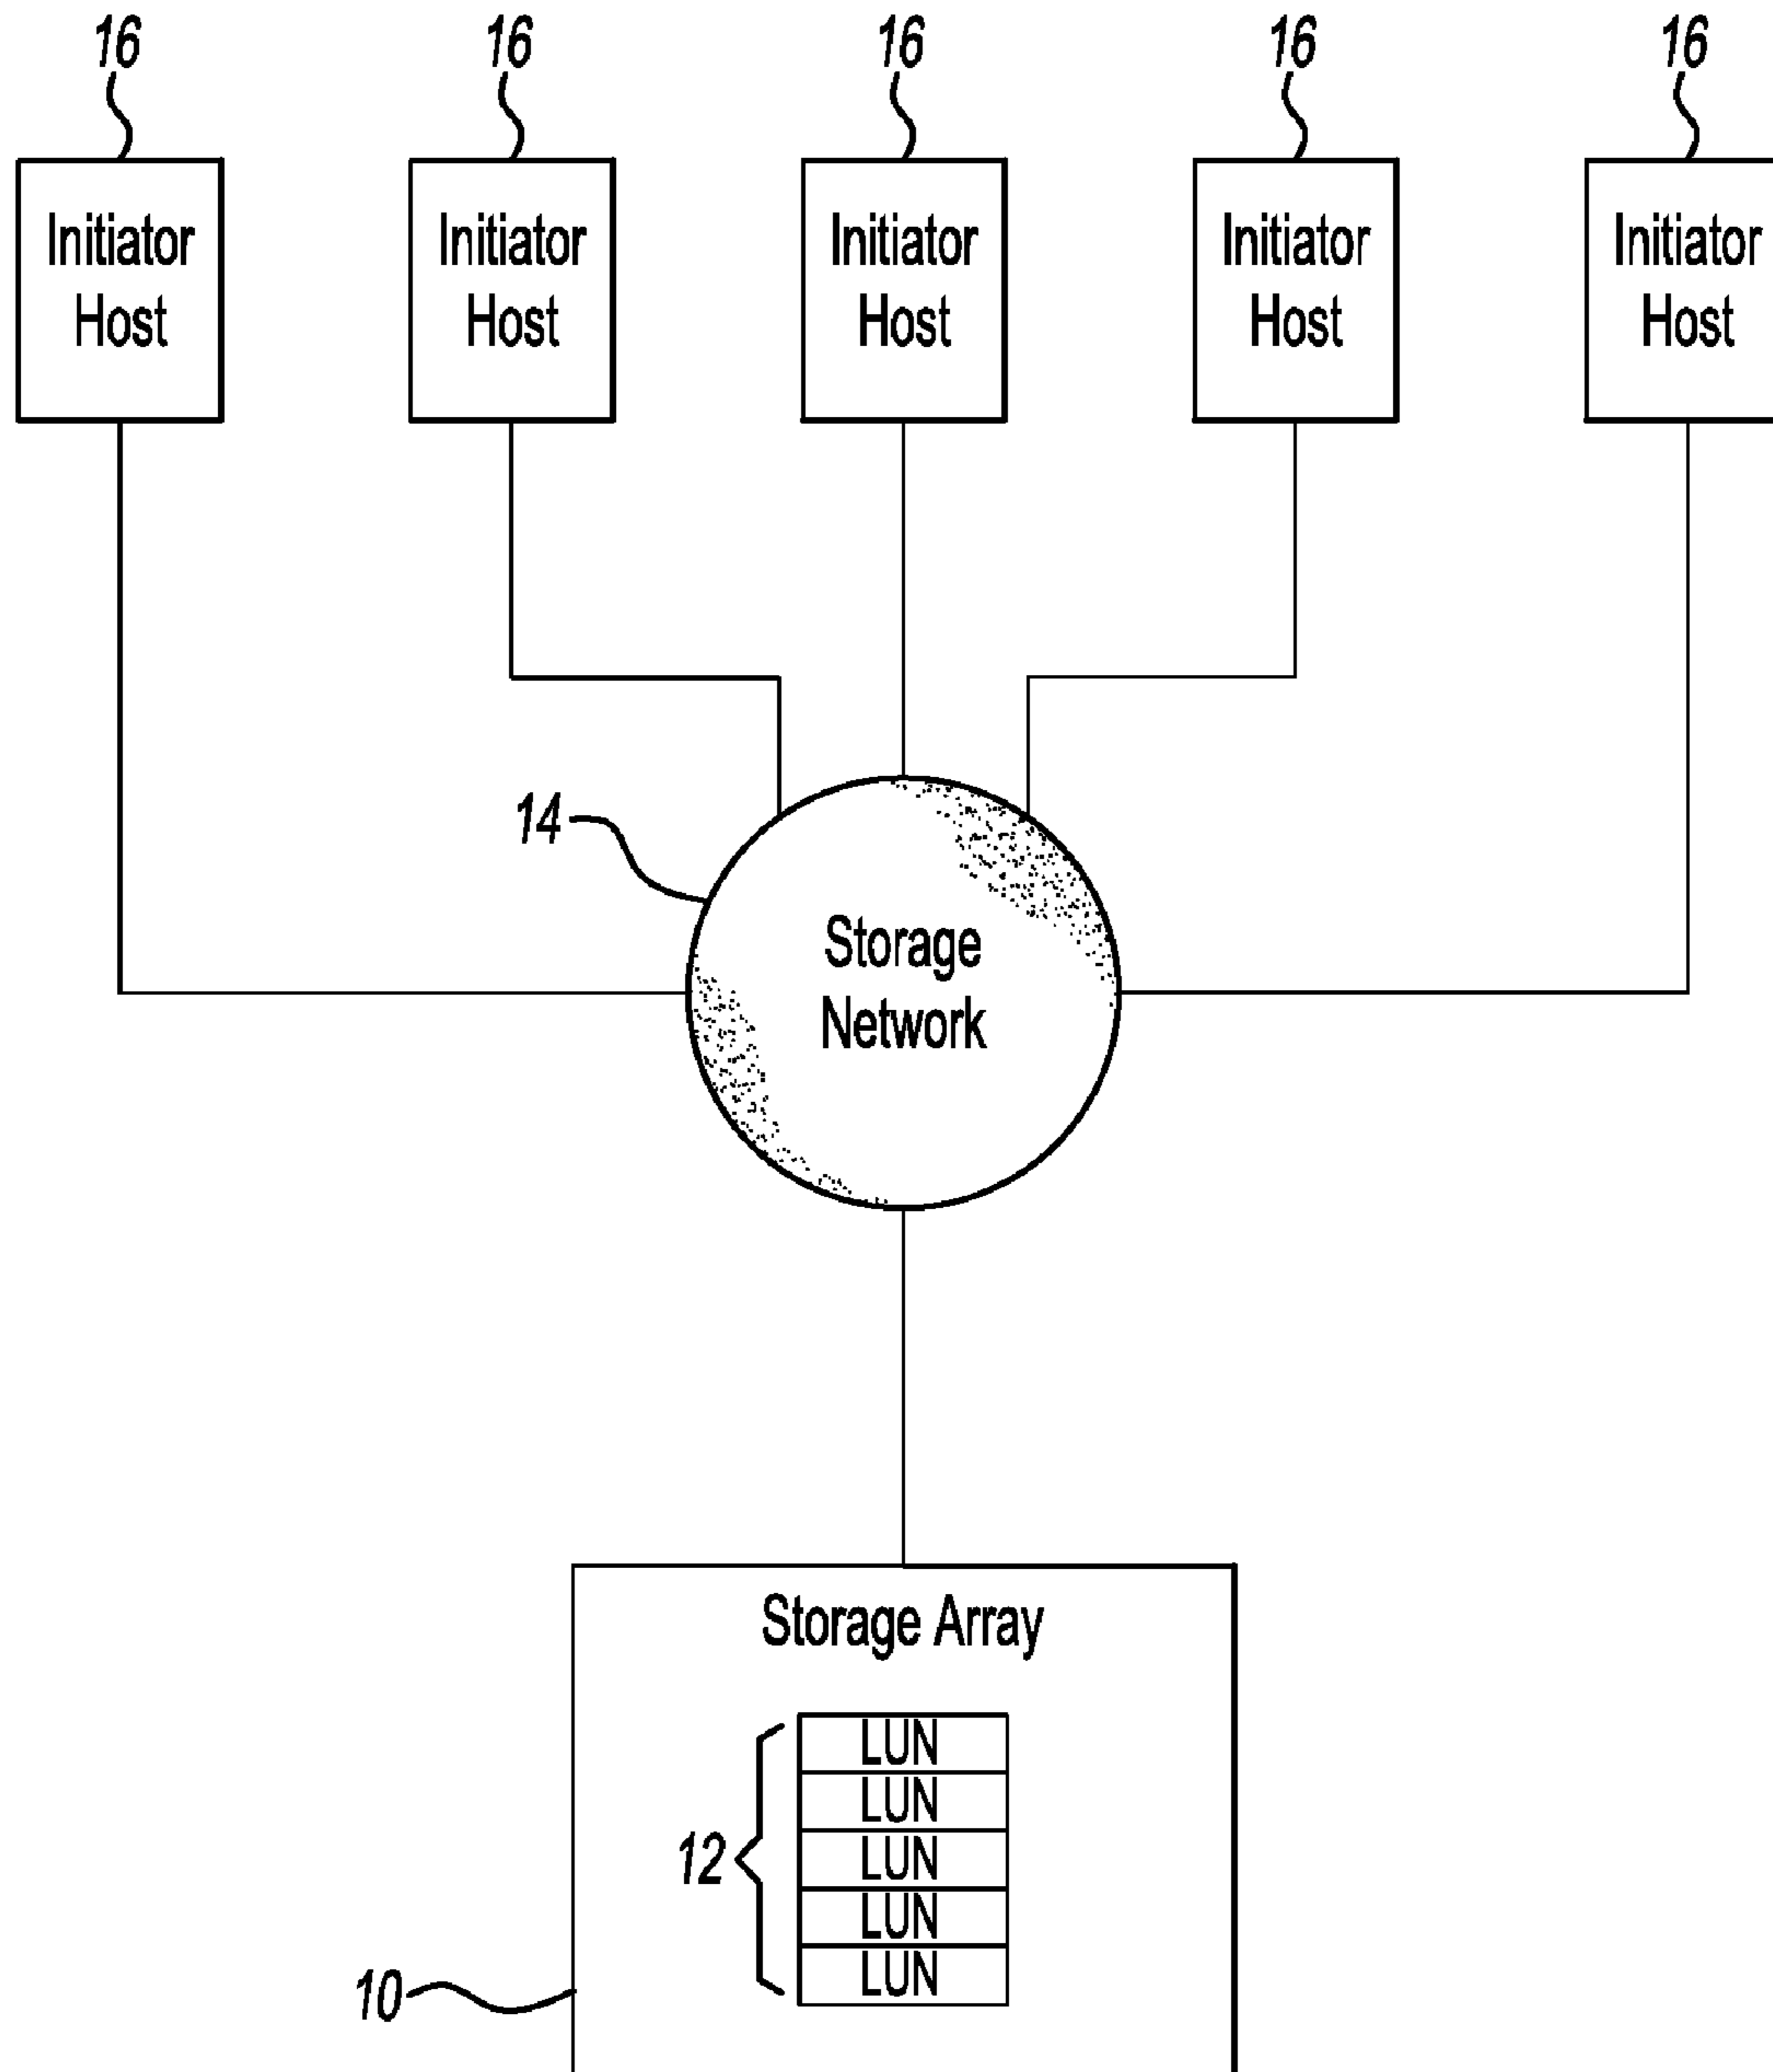 16 16 16 16 16
Initiator Initiator Initiator Initiator Initiator
Host Host Host Host Host
14
Storage
Network
Storage Array
LUN
LUN
12
LUN
LUN
LUN
10